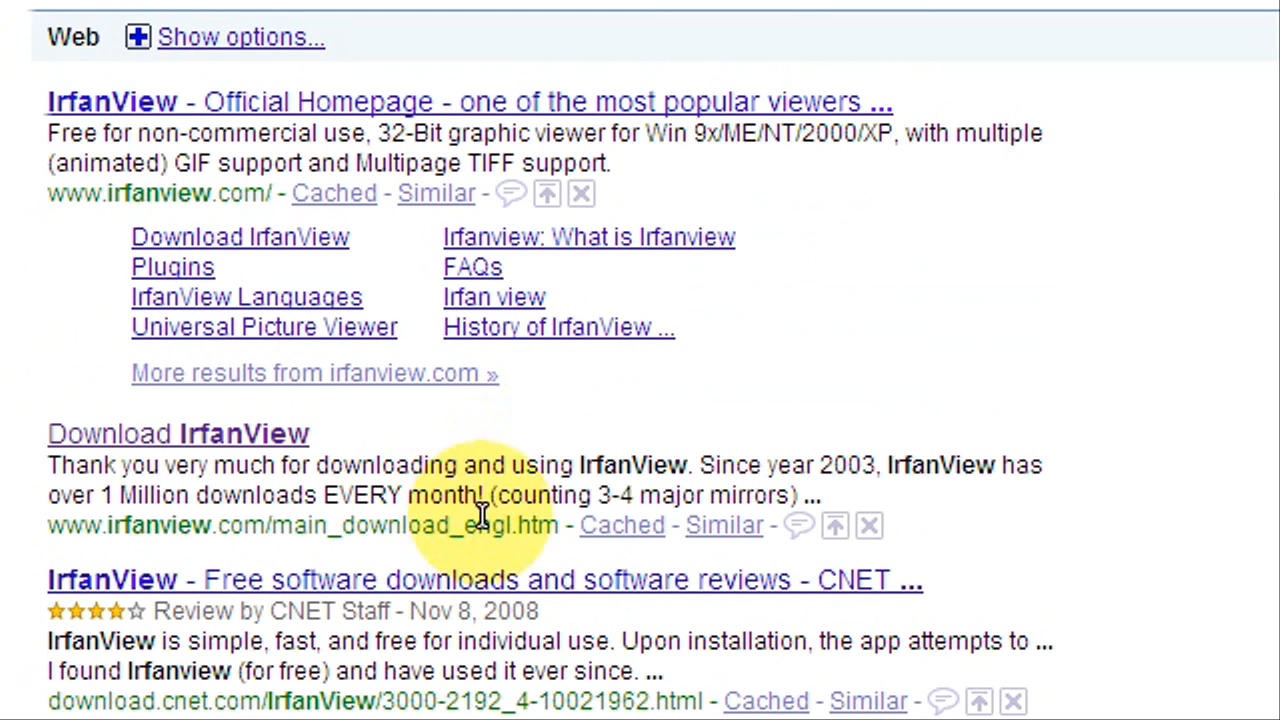 Web Show options...
IrfanView - Official Homepage - one of the most popular viewers ...
Free for non-commercial use, 32-Bit graphic viewer for Win 9x/ME/NT/2000/XP, with multiple
(animated) GIF support and Multipage TIFF support.
www.irfanview.com/ - Cached - Similar -
Download IrfanView Irfanview: What is Irfanview
Plugins FAQs
IrfanView Languages Irfan view
Universal Picture Viewer History of IrfanView ...
More results from irfanview.com »
Download IrfanView
Thank you very much for downloading and using IrfanView. Since year 2003, IrfanView has
over 1 Million downloads EVERY month! (counting 3-4 major mirrors) ...
www.irfanview.com/main_download_engl.htm - Cached - Similar -
IrfanView - Free software downloads and software reviews - CNET ...
Review by CNET Staff - Nov 8, 2008
IrfanView is simple, fast, and free for individual use. Upon installation, the app attempts to ...
I found Irfanview (for free) and have used it ever since. ...
download.cnet.com/IrfanView/3000-2192_4-10021962.html - Cached - Similar -